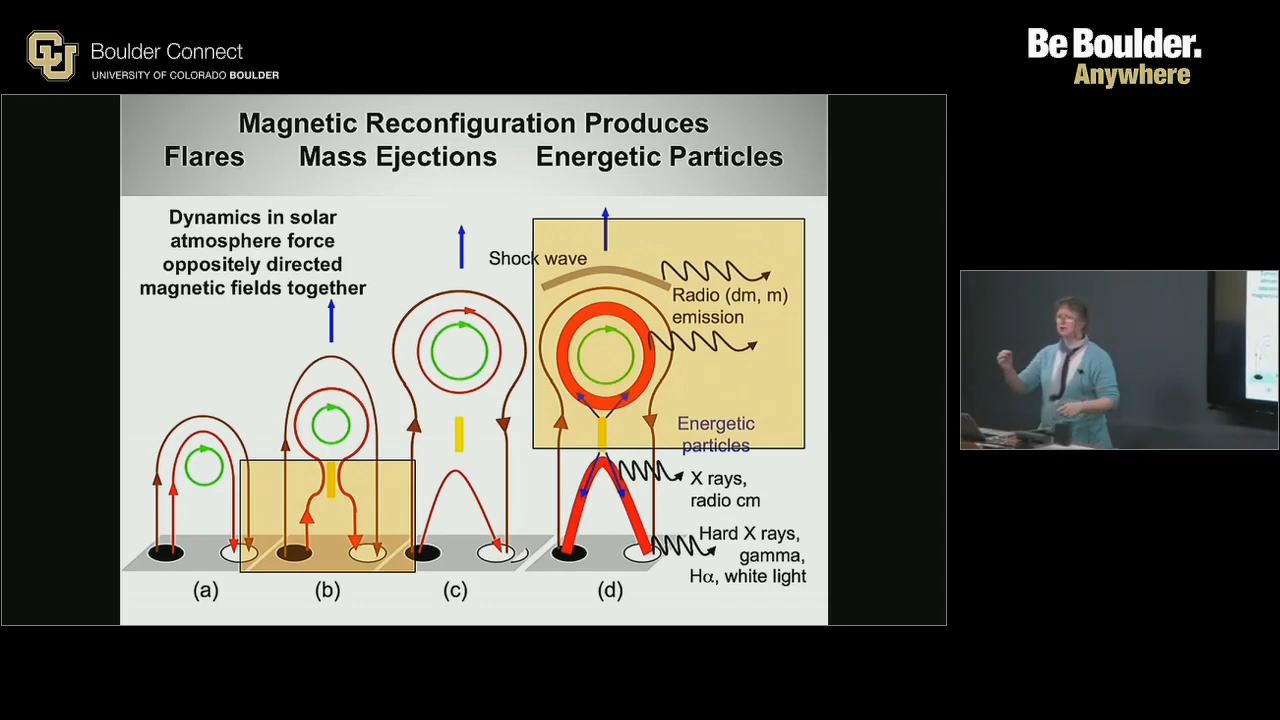 Boulder Connect
UNIVERSITY OF COLORADO BOULDER
Be Boulder.
Anywhere
Magnetic Reconfiguration Produces
Flares Mass Ejections Energetic Particles
Dynamics in solar
atmosphere force
oppositely directed
magnetic fields together
Shock wave
Radio (dm, m)
emission
Energetic
particles
X rays,
radio cm
Hard X rays,
gamma,
Hα, white light
(a) (b) (c) (d)